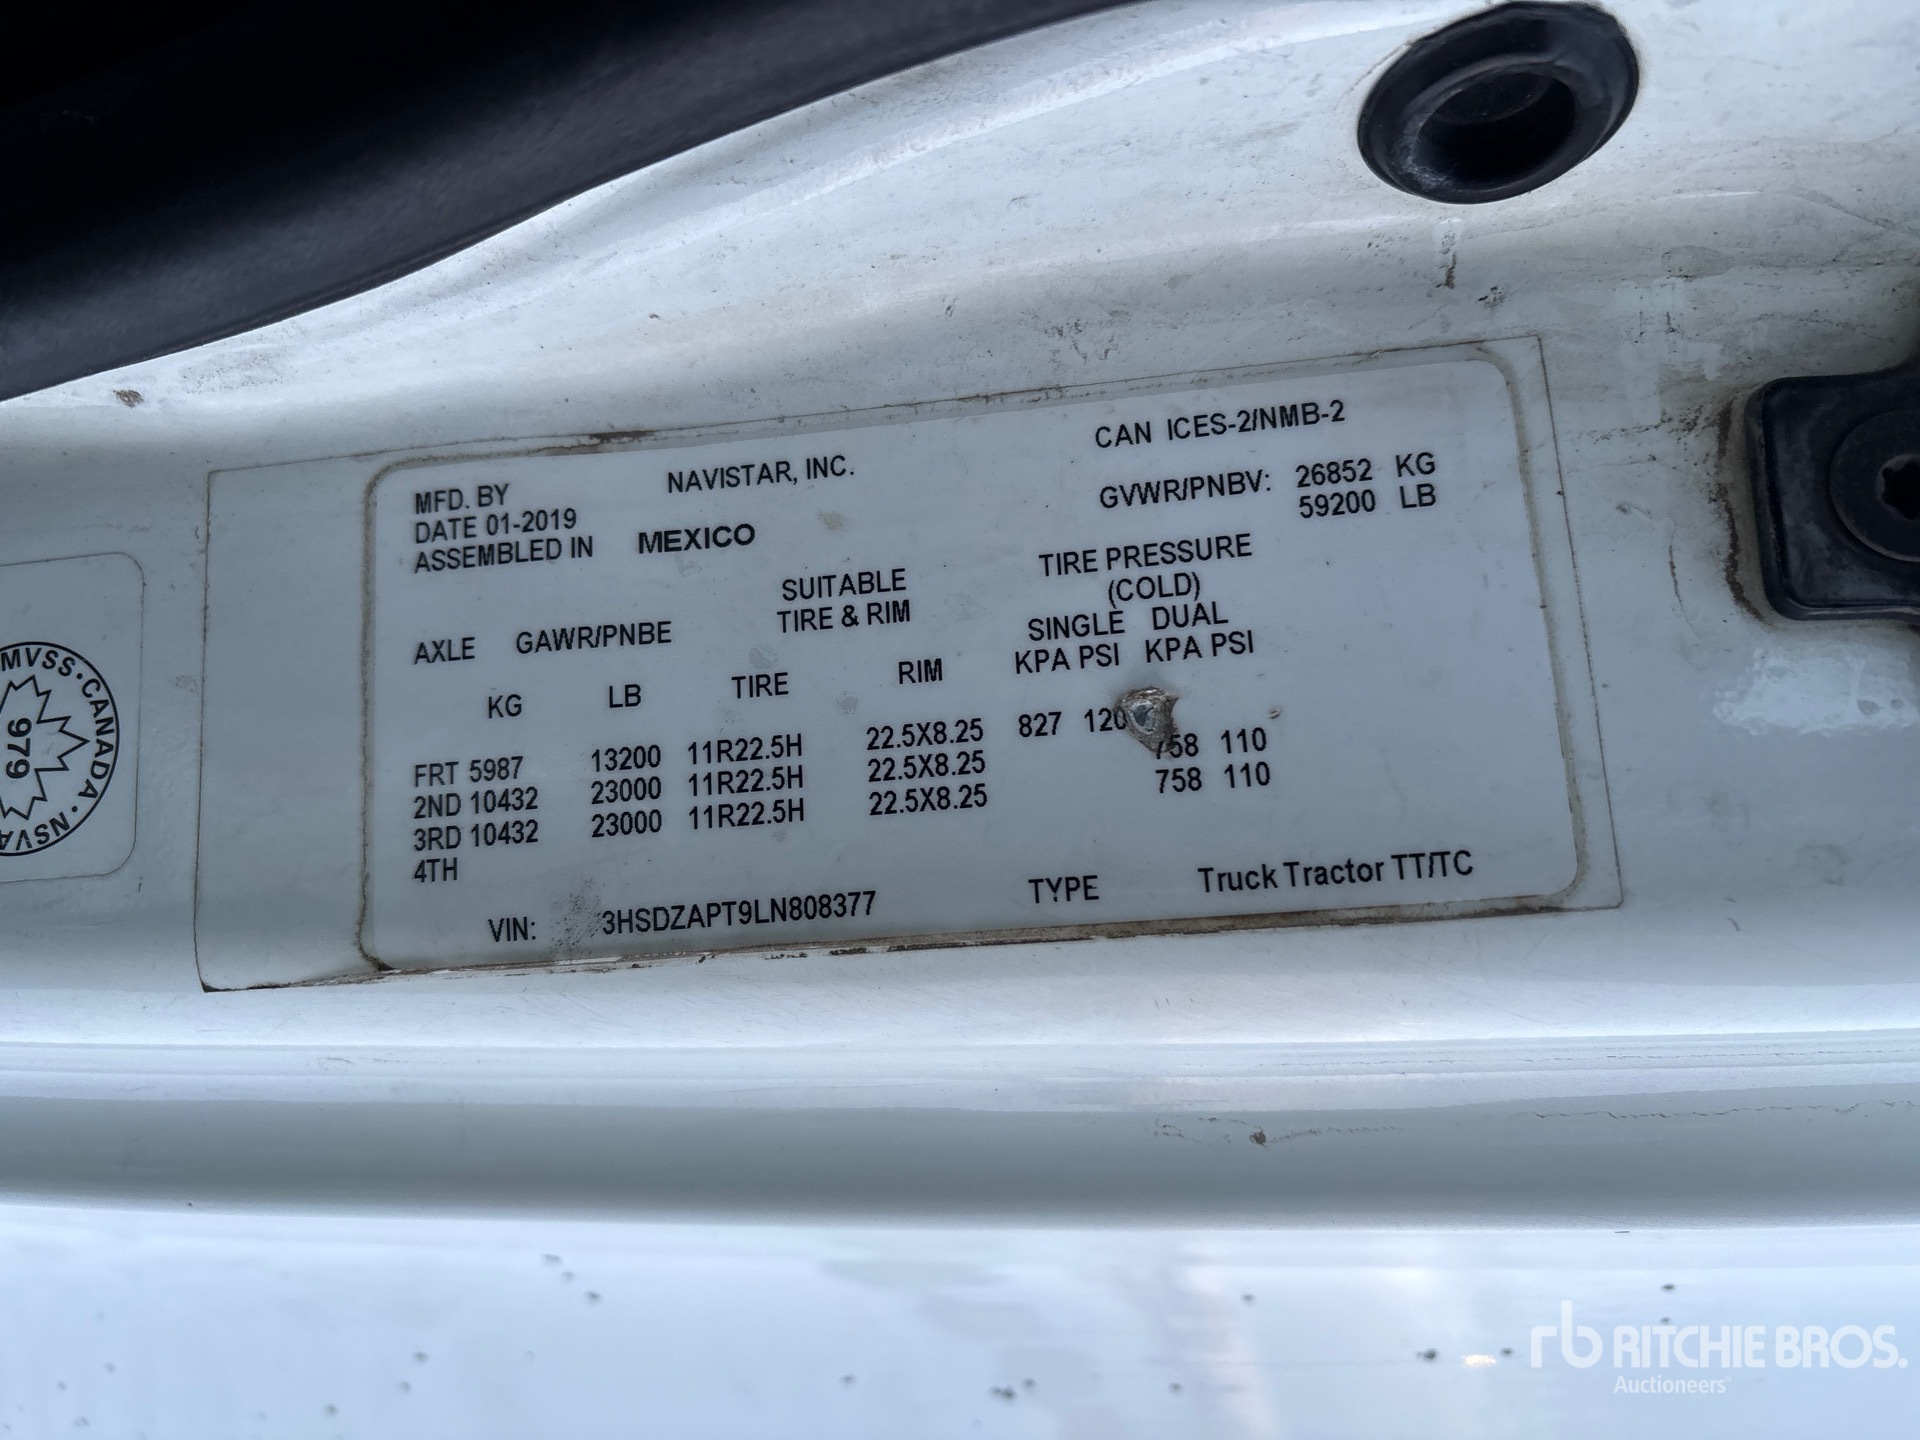 MFD. BY NAVISTAR, INC. CAN ICES-2/NMB-2
DATE 01-2019 GVWR/PNBV: 26852 KG
ASSEMBLED IN MEXICO 59200 LB
SUITABLE TIRE PRESSURE
TIRE & RIM (COLD)
AXLE GAWR/PNBE SINGLE DUAL
KG LB TIRE RIM KPA PSI KPA PSI
FRT 5987 13200 11R22.5H 22.5X8.25 827 120
2ND 10432 23000 11R22.5H 22.5X8.25 758 110
3RD 10432 23000 11R22.5H 22.5X8.25 758 110
4TH
VIN: 3HSDZAPT9LN808377 TYPE Truck Tractor TT/TC
MVSS·CANADA·NSVA
979
rb RITCHIE BROS.
Auctioneers